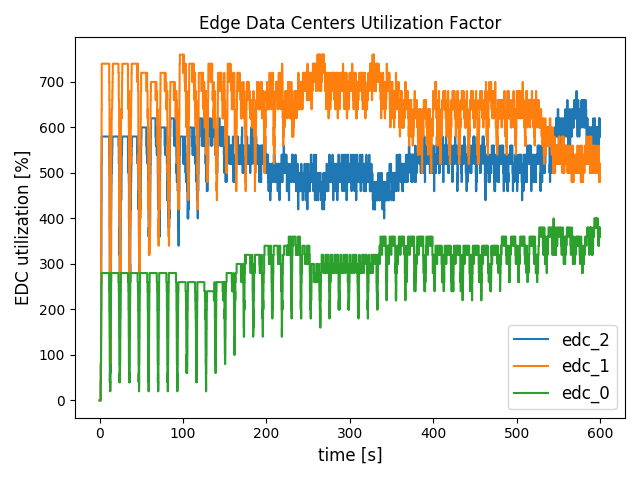 Edge Data Centers Utilization Factor
EDC utilization [%]
700
600
500
400
300
200
100
0
0 100 200 300 400 500 600
time [s]
edc_2
edc_1
edc_0